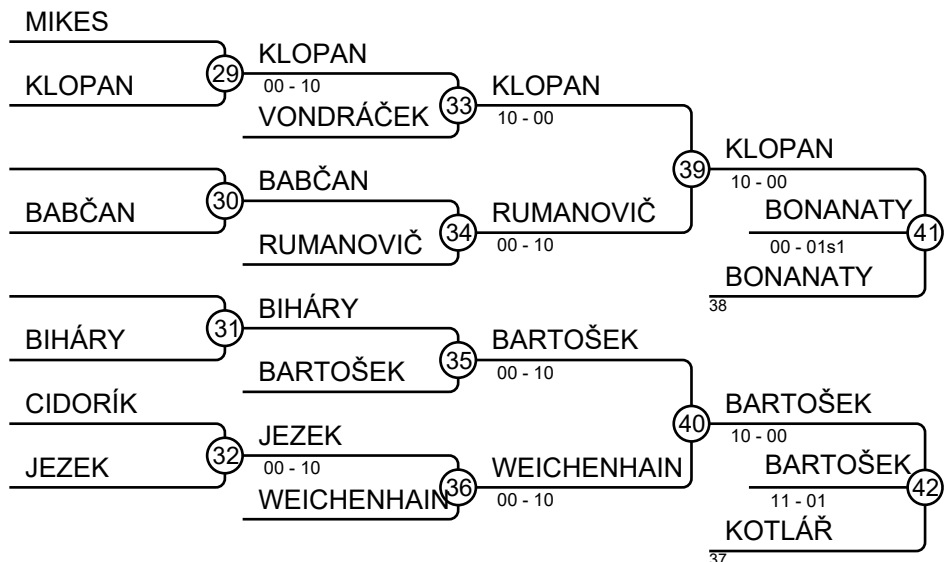 MIKES
KLOPAN
29
KLOPAN
00 - 10
VONDRÁČEK
33
KLOPAN
10 - 00
BABČAN
30
BABČAN
RUMANOVIČ
34
RUMANOVIČ
00 - 10
39
KLOPAN
10 - 00
BONANATY
00 - 01s1
BONANATY
38
41
BIHÁRY
31
BIHÁRY
BARTOŠEK
35
BARTOŠEK
00 - 10
CIDORÍK
JEZEK
32
JEZEK
00 - 10
WEICHENHAIN
36
WEICHENHAIN
00 - 10
40
BARTOŠEK
10 - 00
BARTOŠEK
11 - 01
KOTLÁŘ
37
42